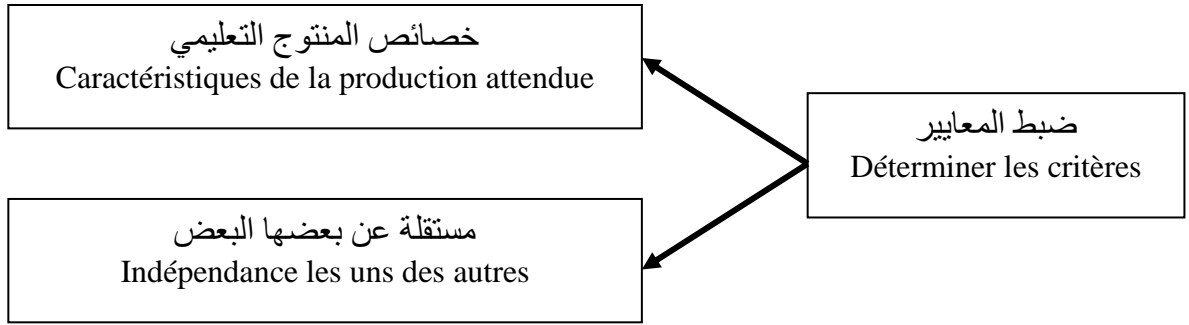 خصائص المنتوج التعليمي
Caractéristiques de la production attendue
ضبط المعايير
Déterminer les critères
مستقلة عن بعضها البعض
Indépendance les uns des autres